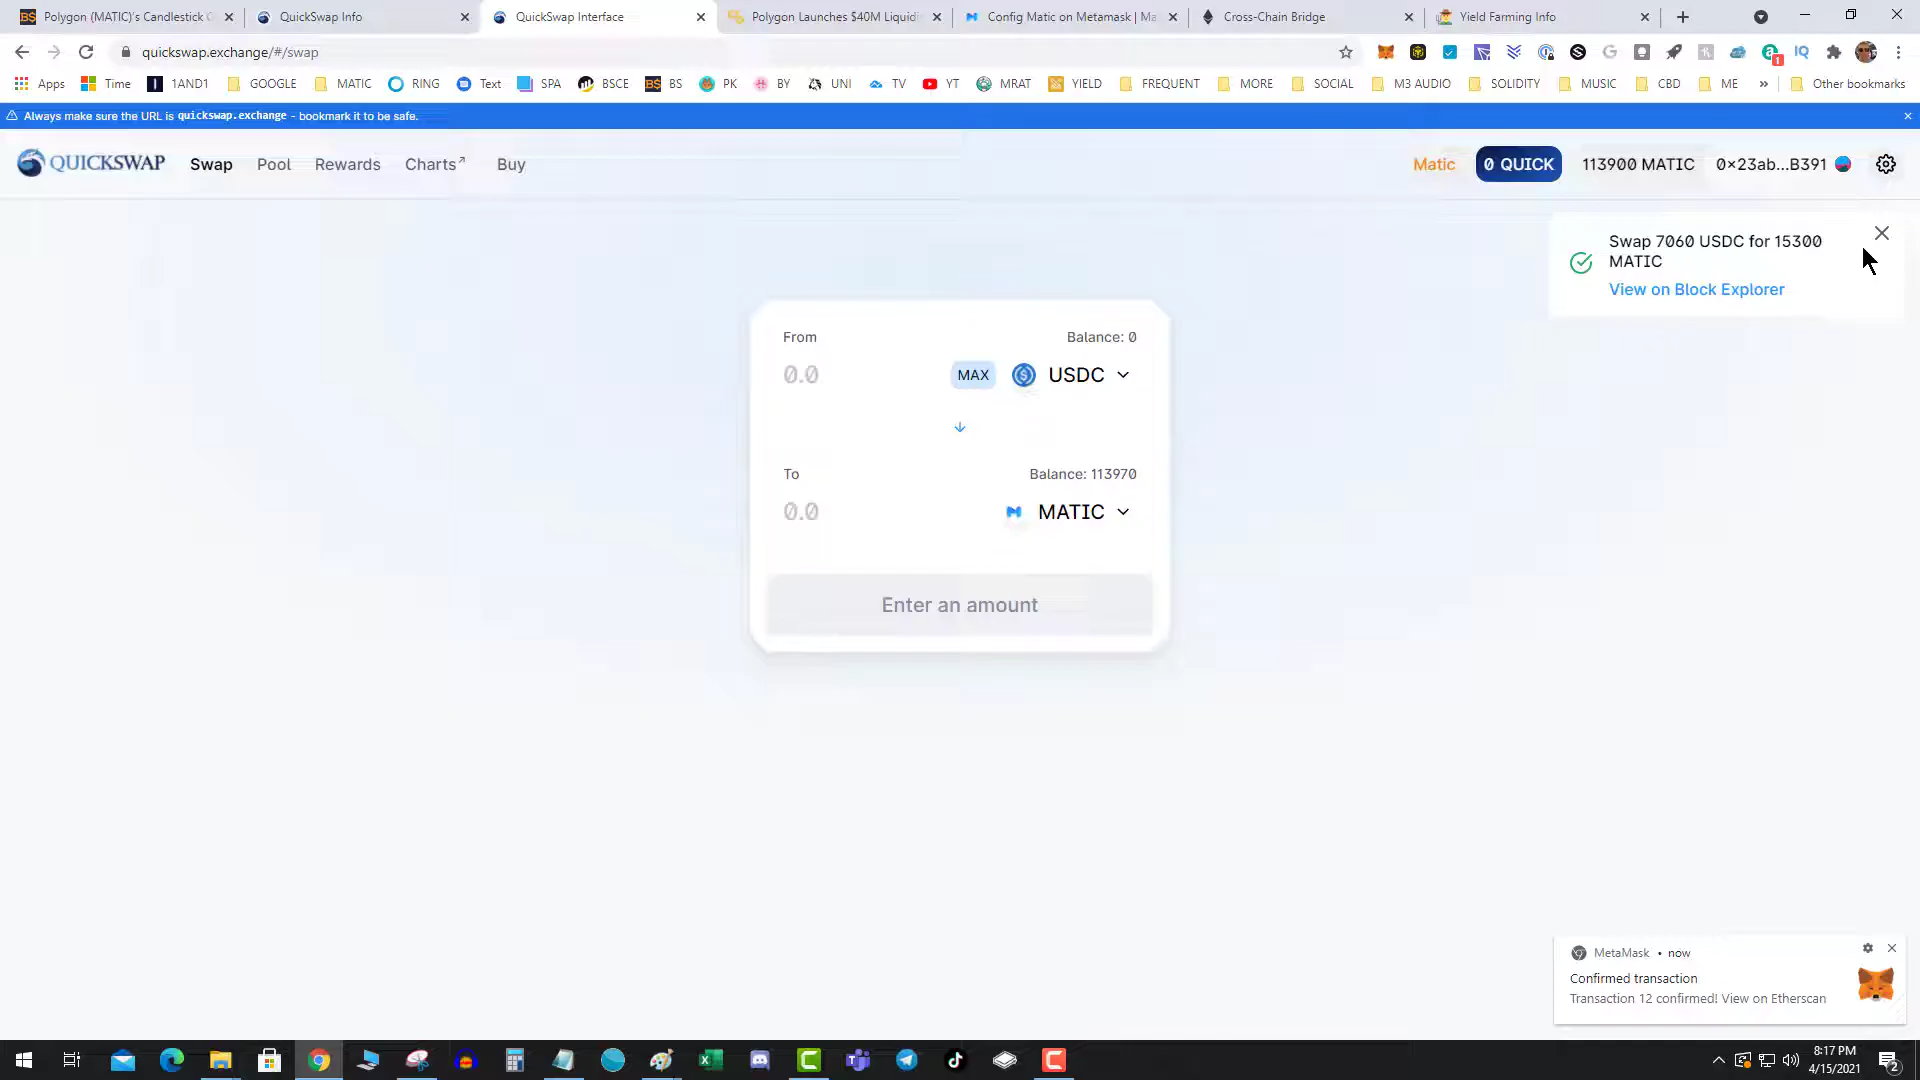 Polygon (MATIC)'s Candlestick
QuickSwap Info
QuickSwap Interface
Polygon Launches $40M Liquidi
Config Matic on Metamask | Ma
Cross-Chain Bridge
Yield Farming Info
quickswap.exchange/#/swap
Apps
Time
1AND1
GOOGLE
MATIC
RING
Text
SPA
BSCE
BS
PK
BY
UNI
TV
YT
MRAT
YIELD
FREQUENT
MORE
SOCIAL
M3 AUDIO
SOLIDITY
MUSIC
CBD
ME
»
Other bookmarks
Always make sure the URL is quickswap.exchange - bookmark it to be safe.
QUICKSWAP
Swap
Pool
Rewards
Charts↗
Buy
Matic
0 QUICK
113900 MATIC
0×23ab...B391
Swap 7060 USDC for 15300
MATIC
View on Block Explorer
From
Balance: 0
0.0
MAX
USDC
To
Balance: 113970
0.0
MATIC
Enter an amount
MetaMask • now
Confirmed transaction
Transaction 12 confirmed! View on Etherscan
8:17 PM
4/15/2021
2